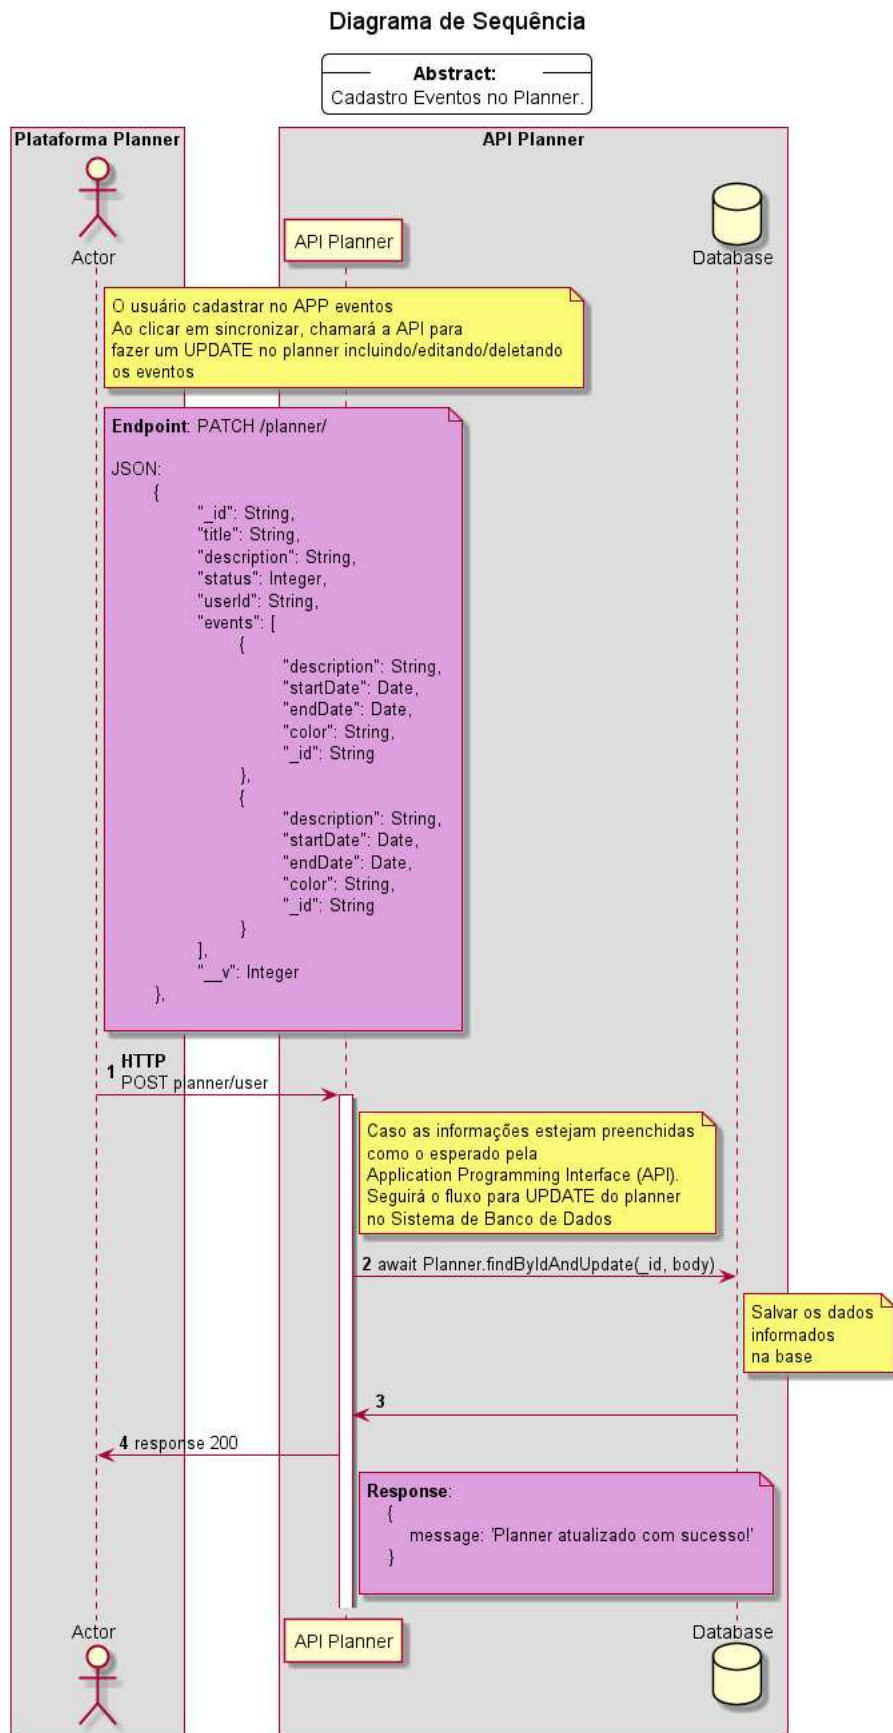 Diagrama de Sequência
Abstract:
Cadastro Eventos no Planner.
Plataforma Planner
API Planner
Actor
API Planner
Database
O usuário cadastrar no APP eventos
Ao clicar em sincronizar, chamará a API para
fazer um UPDATE no planner incluindo/editando/deletando
os eventos
Endpoint: PATCH /planner/
JSON:
{
"_id": String,
"title": String,
"description": String,
"status": Integer,
"userId": String,
"events": [
{
"description": String,
"startDate": Date,
"endDate": Date,
"color": String,
"_id": String
},
{
"description": String,
"startDate": Date,
"endDate": Date,
"color": String,
"_id": String
}
],
"__v": Integer
},
1 HTTP
POST planner/user
Caso as informações estejam preenchidas
como o esperado pela
Application Programming Interface (API).
Seguirá o fluxo para UPDATE do planner
no Sistema de Banco de Dados
2 await Planner.findByIdAndUpdate(_id, body)
Salvar os dados
informados
na base
3
4 response 200
Response:
{
message: 'Planner atualizado com sucesso!'
}
Actor
API Planner
Database